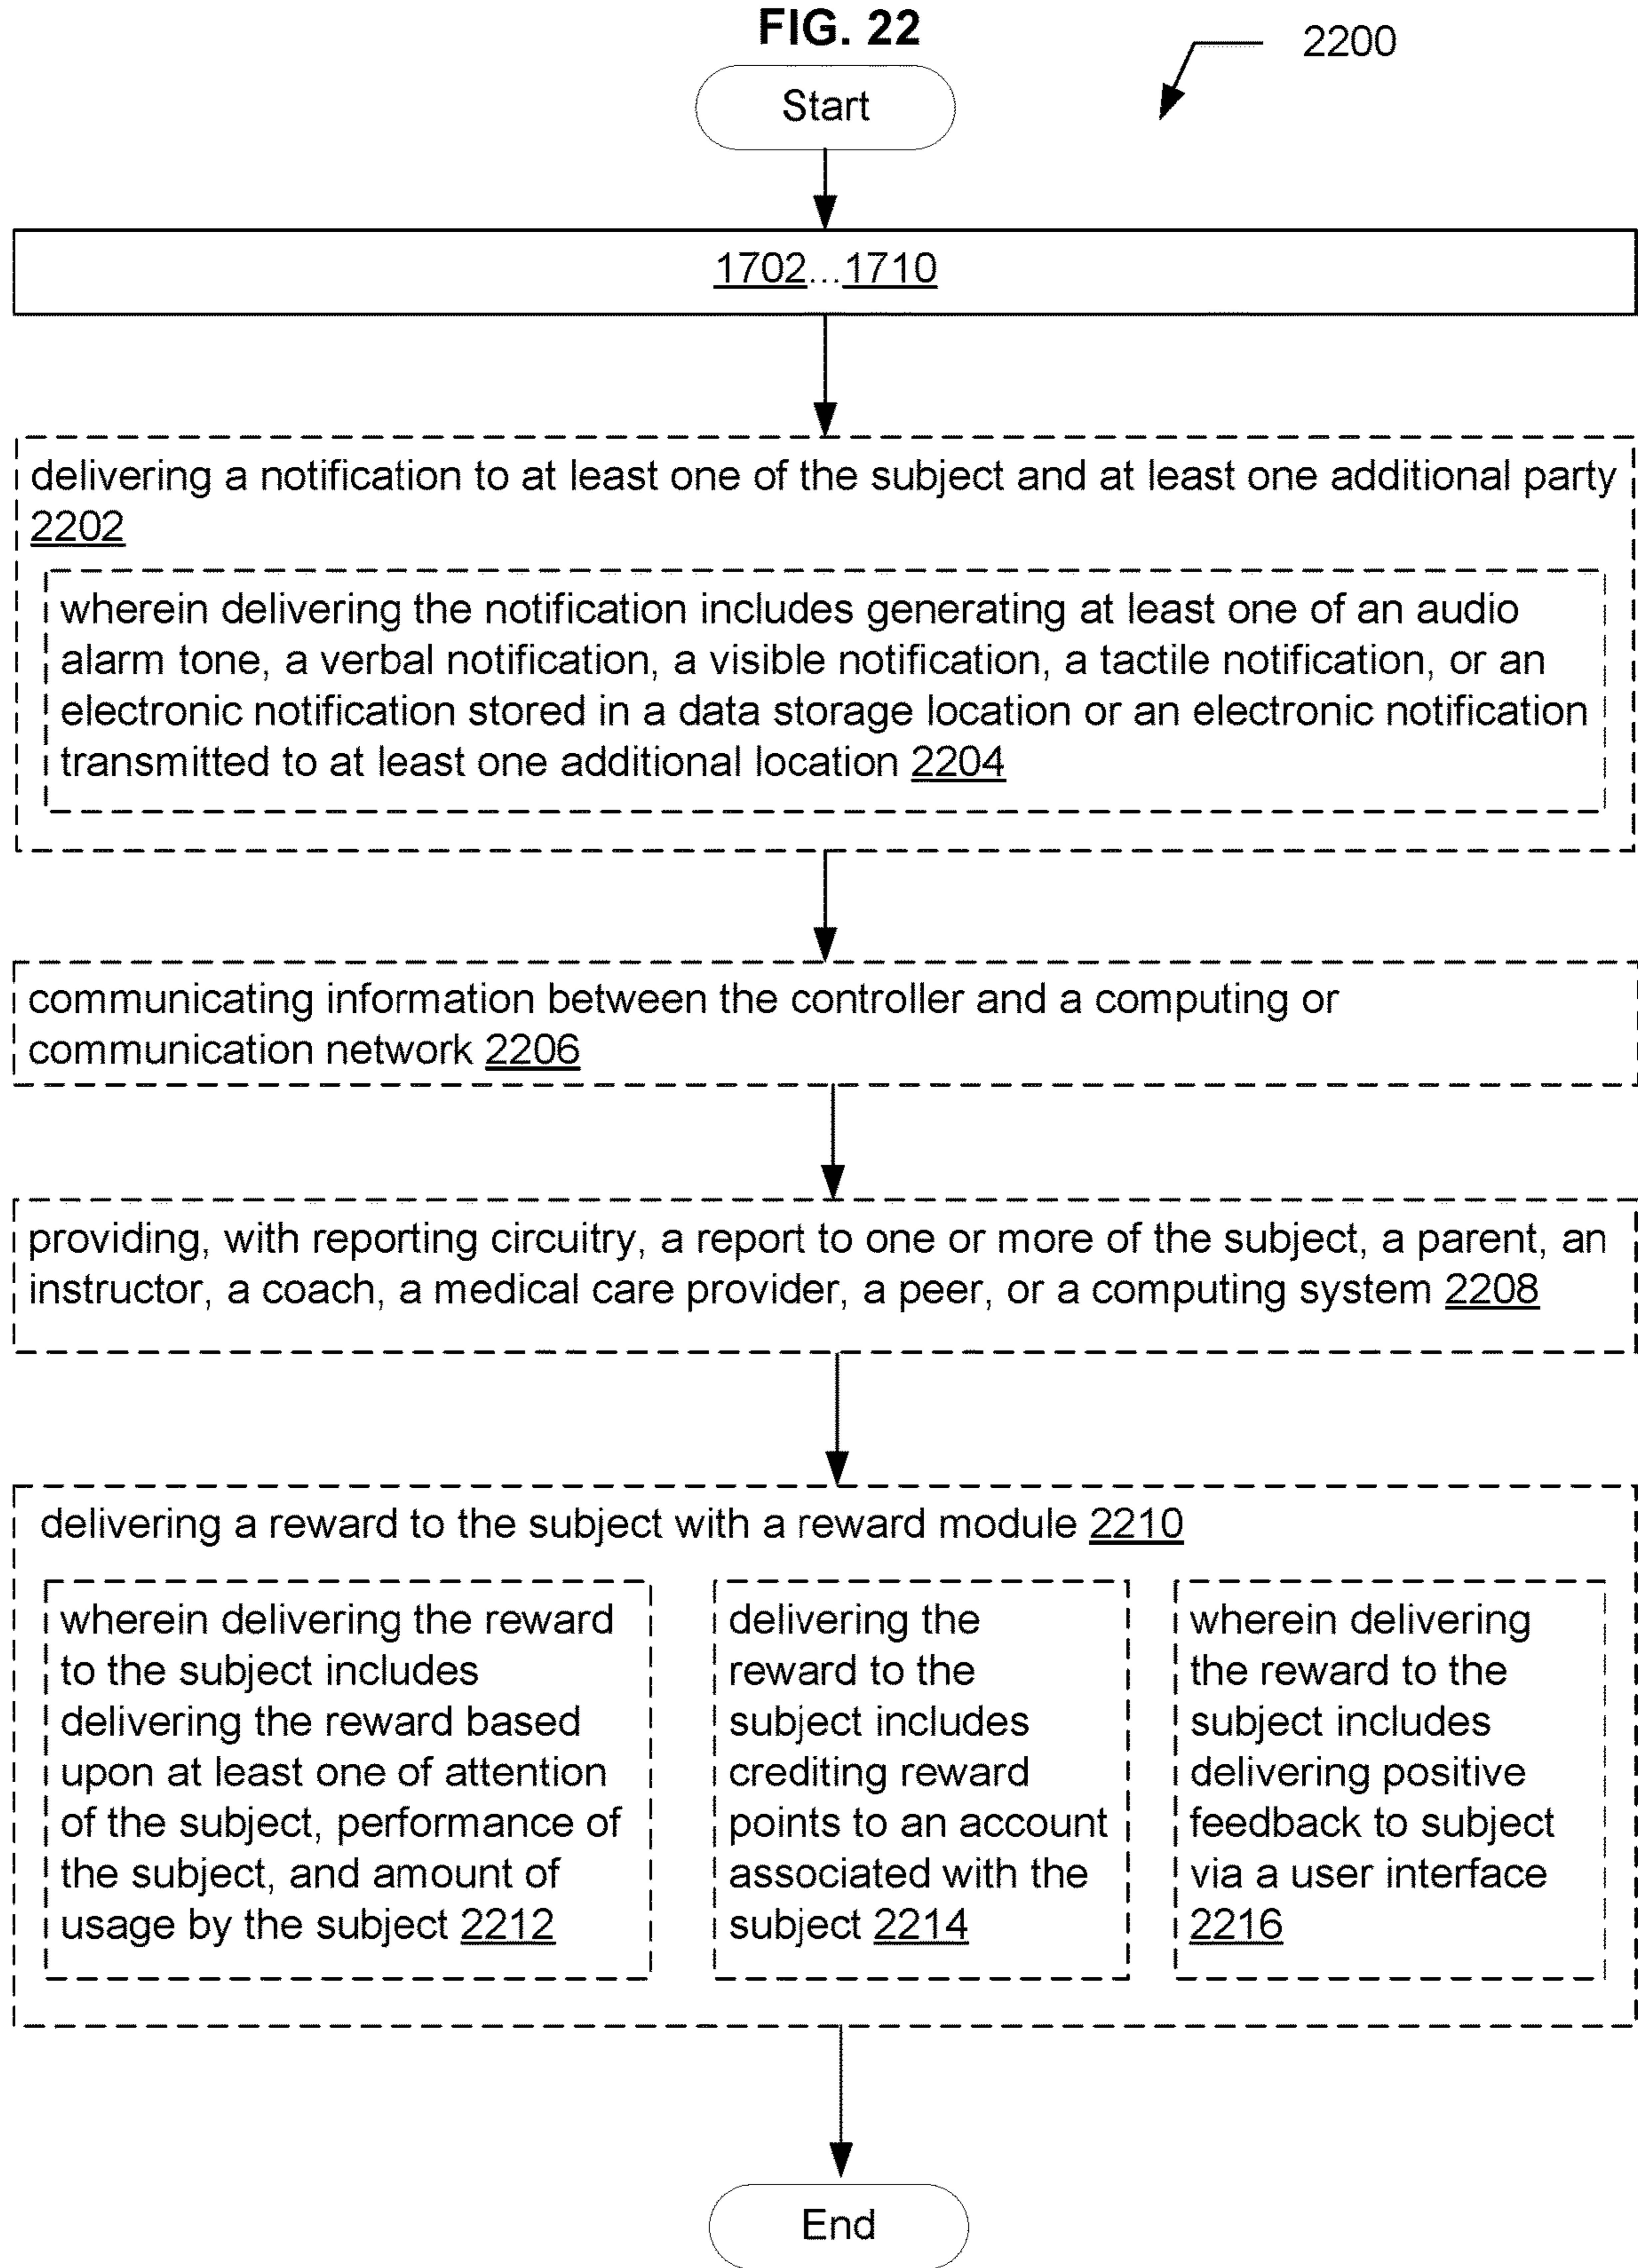 FIG. 22
2200
Start
1702...1710
delivering a notification to at least one of the subject and at least one additional party
2202
wherein delivering the notification includes generating at least one of an audio
alarm tone, a verbal notification, a visible notification, a tactile notification, or an
electronic notification stored in a data storage location or an electronic notification
transmitted to at least one additional location 2204
communicating information between the controller and a computing or
communication network 2206
providing, with reporting circuitry, a report to one or more of the subject, a parent, an
instructor, a coach, a medical care provider, a peer, or a computing system 2208
delivering a reward to the subject with a reward module 2210
wherein delivering the reward
to the subject includes
delivering the reward based
upon at least one of attention
of the subject, performance of
the subject, and amount of
usage by the subject 2212
delivering the
reward to the
subject includes
crediting reward
points to an account
associated with the
subject 2214
wherein delivering
the reward to the
subject includes
delivering positive
feedback to subject
via a user interface
2216
End